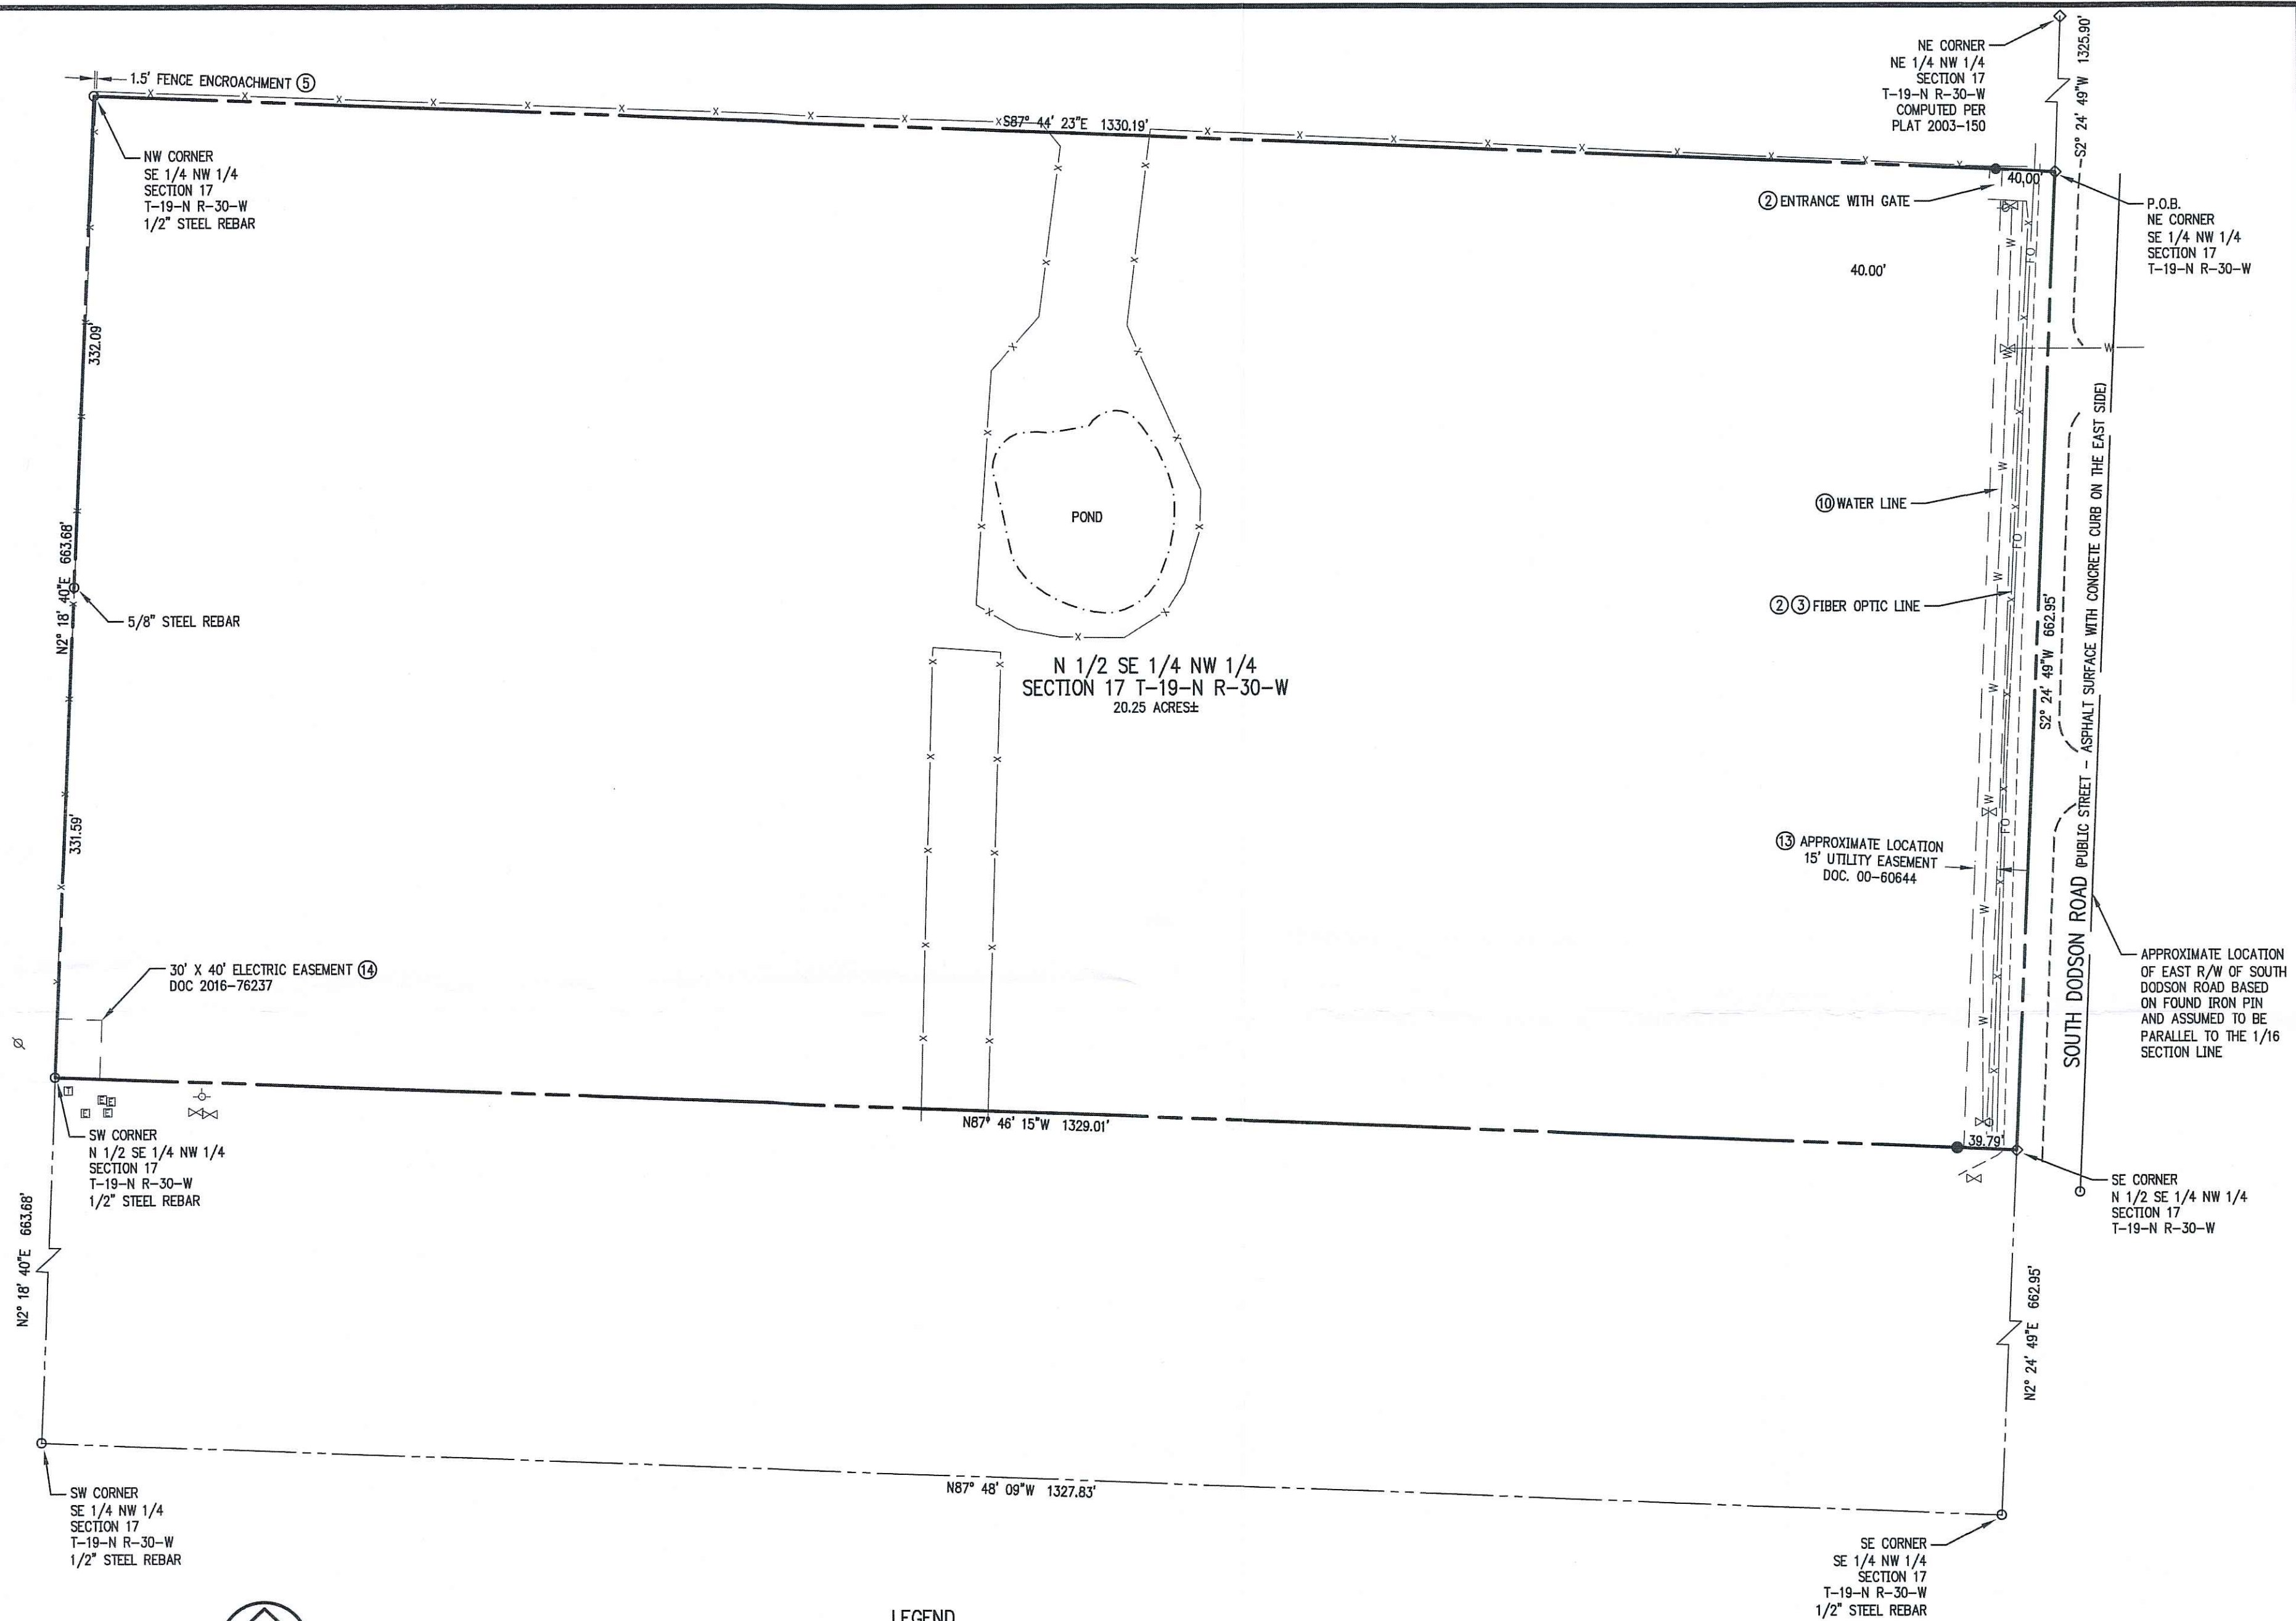 NE CORNER
NE 1/4 NW 1/4
SECTION 17
T-19-N R-30-W
COMPUTED PER
PLAT 2003-150
S2° 24' 49"W 1325.90'
1.5' FENCE ENCROACHMENT ⑤
S87° 44' 23"E 1330.19'
NW CORNER
SE 1/4 NW 1/4
SECTION 17
T-19-N R-30-W
1/2" STEEL REBAR
40.00'
② ENTRANCE WITH GATE
P.O.B.
NE CORNER
SE 1/4 NW 1/4
SECTION 17
T-19-N R-30-W
40.00'
332.09'
N2° 18' 40"E 663.68'
5/8" STEEL REBAR
331.59'
POND
N 1/2 SE 1/4 NW 1/4
SECTION 17 T-19-N R-30-W
20.25 ACRES±
⑩ WATER LINE
② ③ FIBER OPTIC LINE
⑬ APPROXIMATE LOCATION
15' UTILITY EASEMENT
DOC. 00-60644
S2° 24' 49"W 662.95'
SOUTH DODSON ROAD (PUBLIC STREET - ASPHALT SURFACE WITH CONCRETE CURB ON THE EAST SIDE)
APPROXIMATE LOCATION
OF EAST R/W OF SOUTH
DODSON ROAD BASED
ON FOUND IRON PIN
AND ASSUMED TO BE
PARALLEL TO THE 1/16
SECTION LINE
30' X 40' ELECTRIC EASEMENT ⑭
DOC 2016-76237
T
E E
E E
SW CORNER
N 1/2 SE 1/4 NW 1/4
SECTION 17
T-19-N R-30-W
1/2" STEEL REBAR
N87° 46' 15"W 1329.01'
39.79'
SE CORNER
N 1/2 SE 1/4 NW 1/4
SECTION 17
T-19-N R-30-W
N2° 18' 40"E 663.68'
N2° 24' 49"E 662.95'
N87° 48' 09"W 1327.83'
SW CORNER
SE 1/4 NW 1/4
SECTION 17
T-19-N R-30-W
1/2" STEEL REBAR
SE CORNER
SE 1/4 NW 1/4
SECTION 17
T-19-N R-30-W
1/2" STEEL REBAR
LEGEND